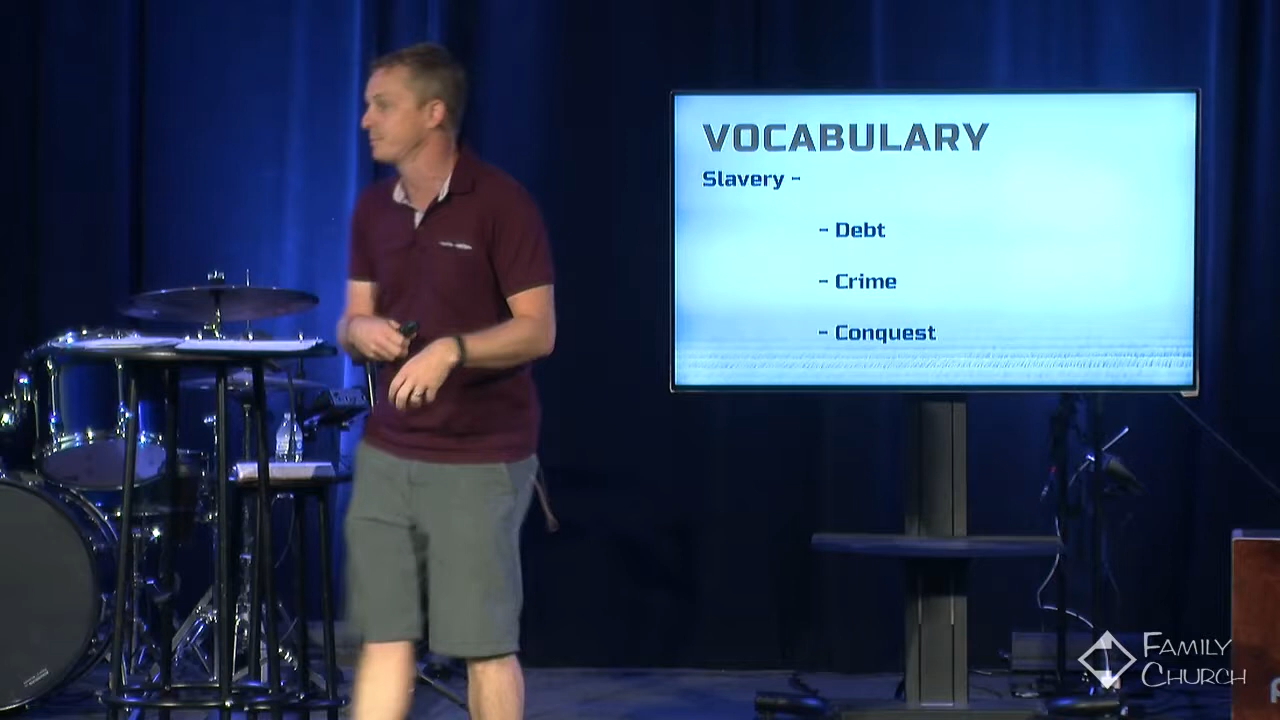 VOCABULARY
Slavery -
- Debt
- Crime
- Conquest
FAMILY
CHURCH